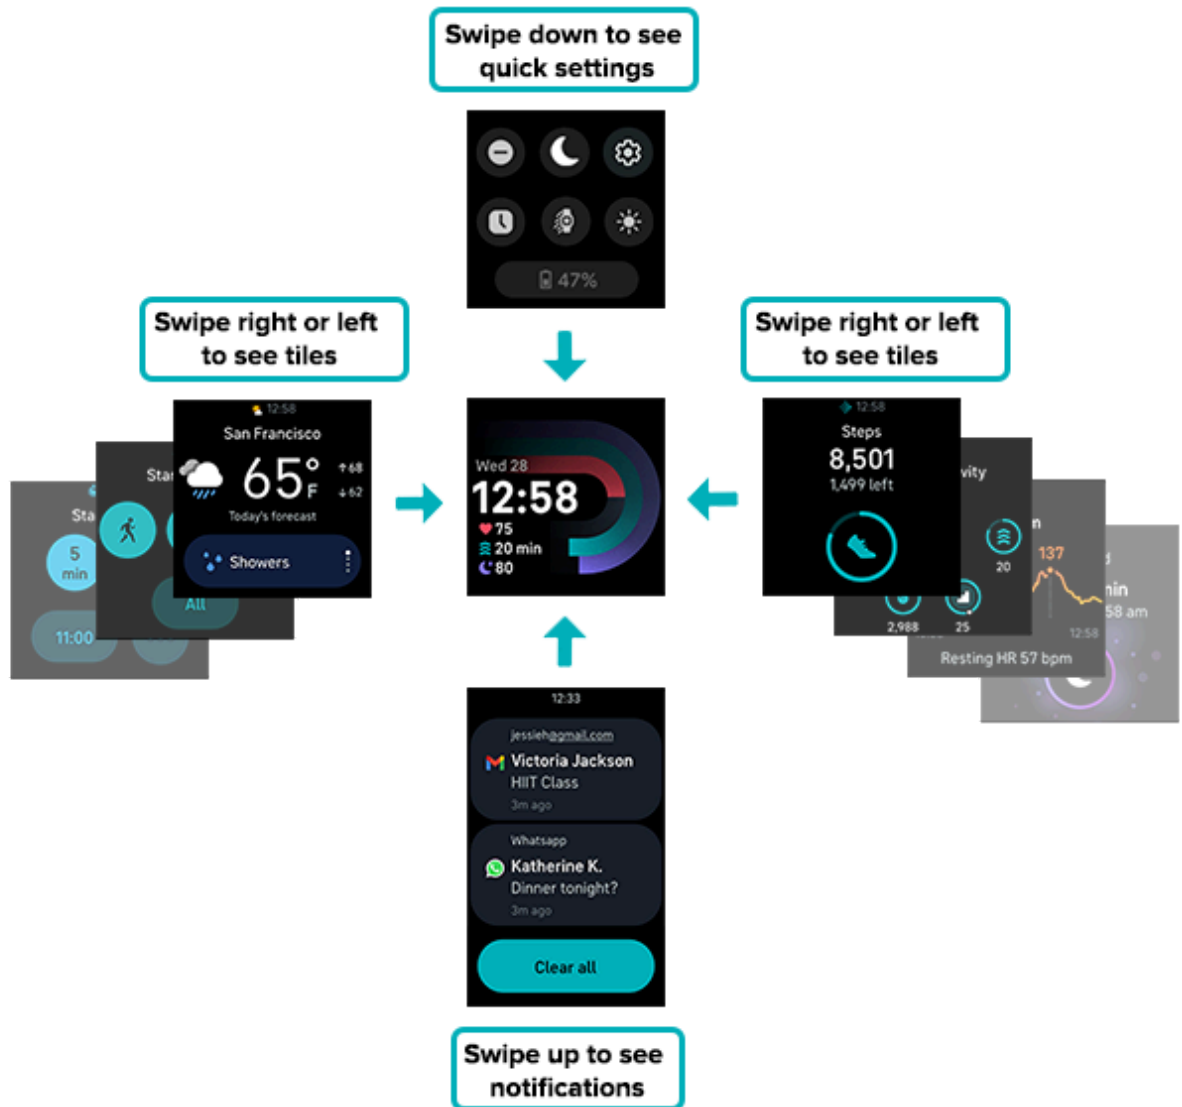 Swipe down to see
quick settings
47%
Swipe right or left
to see tiles
Swipe right or left
to see tiles
12:58
San Francisco
65°F
↑68
↓62
Today's forecast
Showers
All
5
min
11:00
Wed 28
12:58
75
20 min
80
12:58
Steps
8,501
1,499 left
20
2,988
25
137
12:58
Resting HR 57 bpm
58 am
12:33
jessieh@gmail.com
Victoria Jackson
HIIT Class
3m ago
Whatsapp
Katherine K.
Dinner tonight?
3m ago
Clear all
Swipe up to see
notifications